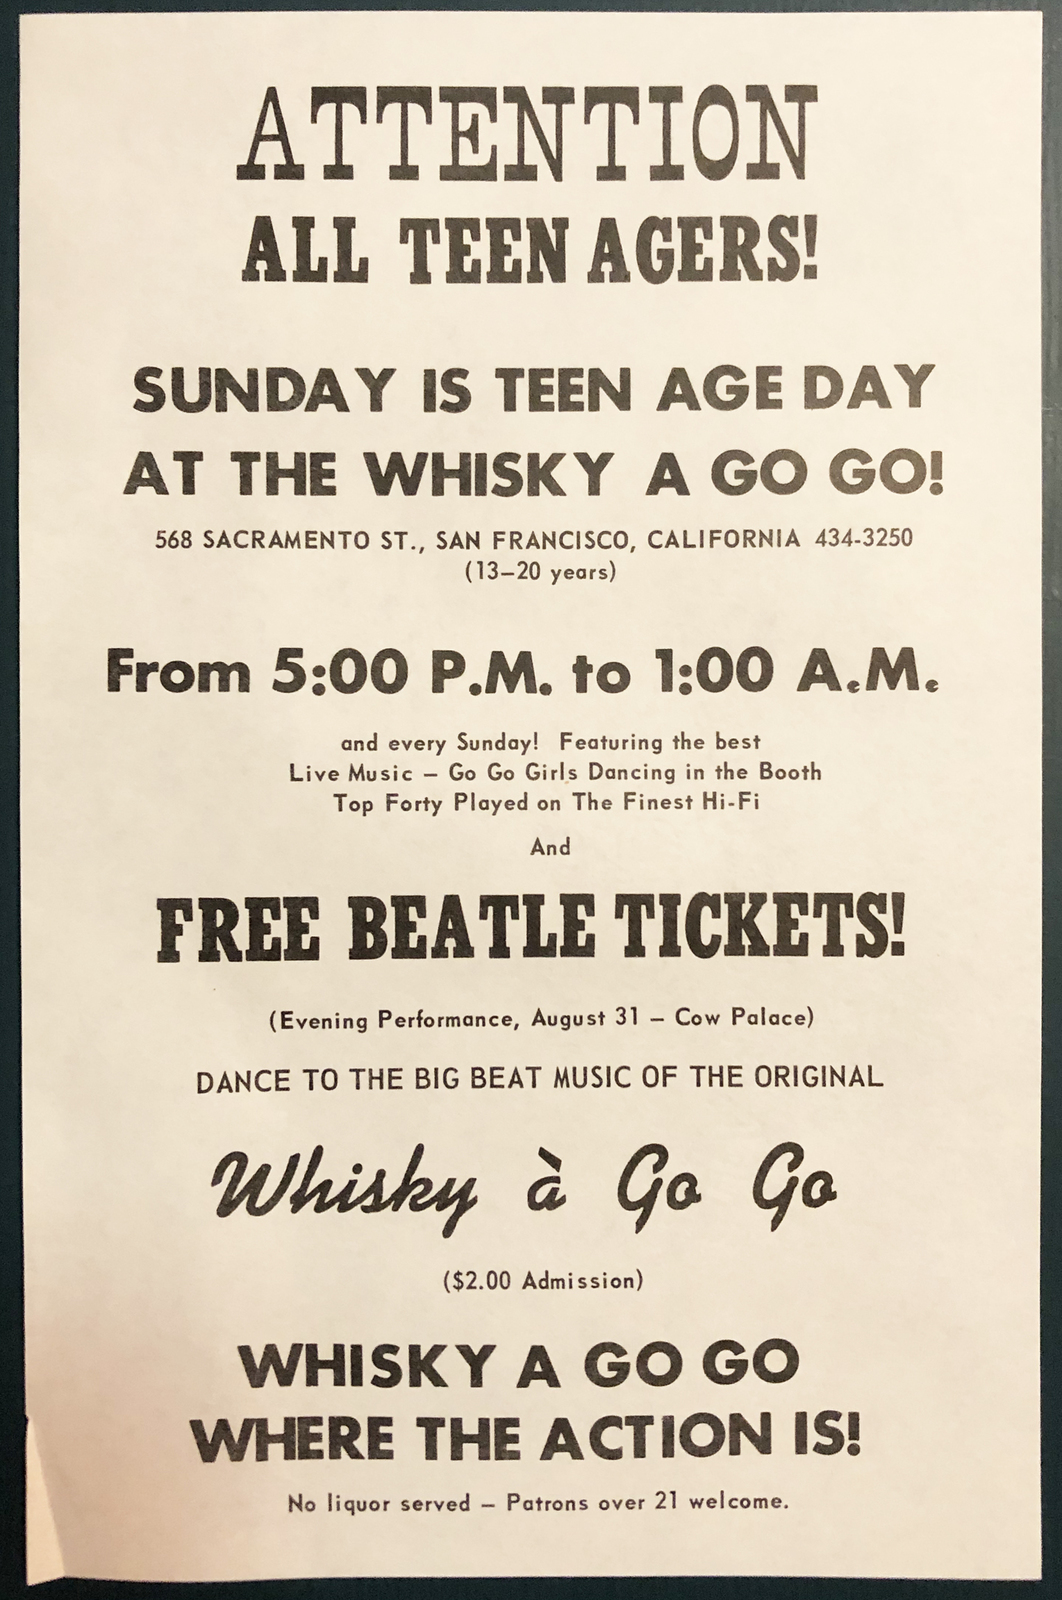 ATTENTION
ALL TEEN AGERS!
SUNDAY IS TEEN AGE DAY
AT THE WHISKY A GO GO!
568 SACRAMENTO ST., SAN FRANCISCO, CALIFORNIA 434-3250
(13–20 years)
From 5:00 P.M. to 1:00 A.M.
and every Sunday! Featuring the best
Live Music – Go Go Girls Dancing in the Booth
Top Forty Played on The Finest Hi-Fi
And
FREE BEATLE TICKETS!
(Evening Performance, August 31 – Cow Palace)
DANCE TO THE BIG BEAT MUSIC OF THE ORIGINAL
Whisky à Go Go
($2.00 Admission)
WHISKY A GO GO
WHERE THE ACTION IS!
No liquor served – Patrons over 21 welcome.